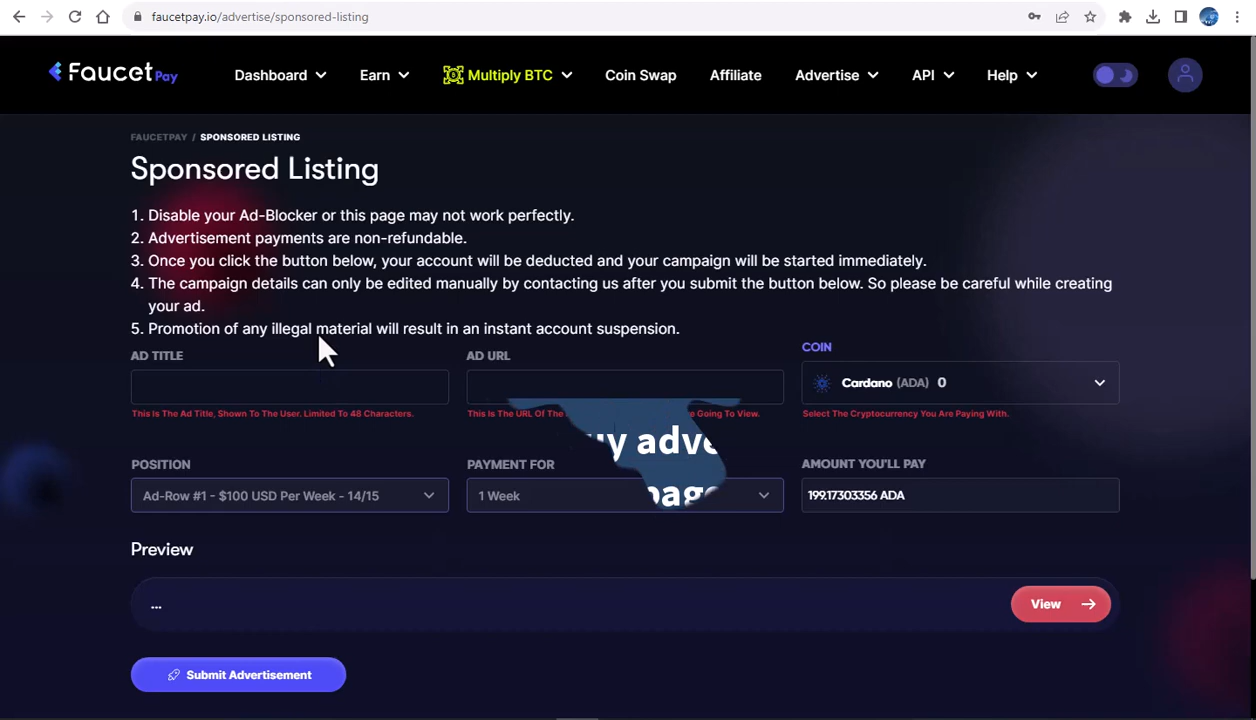 faucetpay.io/advertise/sponsored-listing
Faucet Pay
Dashboard
Earn
Multiply BTC
Coin Swap
Affiliate
Advertise
API
Help
FAUCETPAY / SPONSORED LISTING
Sponsored Listing
1. Disable your Ad-Blocker or this page may not work perfectly.
2. Advertisement payments are non-refundable.
3. Once you click the button below, your account will be deducted and your campaign will be started immediately.
4. The campaign details can only be edited manually by contacting us after you submit the button below. So please be careful while creating
your ad.
5. Promotion of any illegal material will result in an instant account suspension.
AD TITLE
This Is The Ad Title, Shown To The User. Limited To 48 Characters.
AD URL
This Is The URL Of The
Going To View.
COIN
Cardano (ADA) 0
Select The Cryptocurrency You Are Paying With.
POSITION
Ad-Row #1 - $100 USD Per Week - 14/15
PAYMENT FOR
1 Week
AMOUNT YOU'LL PAY
199.17303356 ADA
Preview
...
View
Submit Advertisement